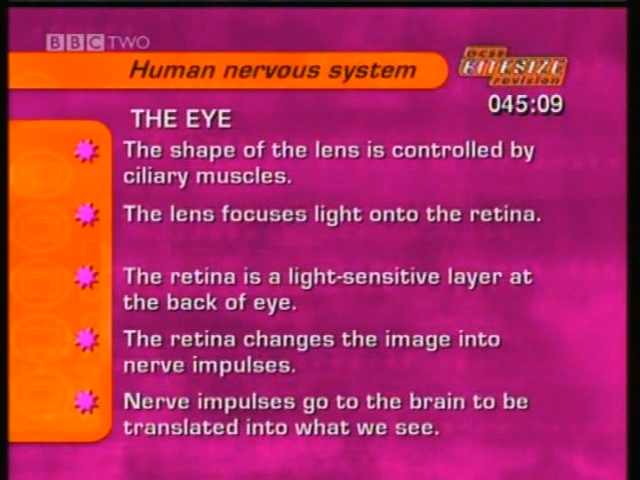 BBC TWO
Human nervous system
GCSE
BITESIZE
revision
045:09
THE EYE
The shape of the lens is controlled by
ciliary muscles.
The lens focuses light onto the retina.
The retina is a light-sensitive layer at
the back of eye.
The retina changes the image into
nerve impulses.
Nerve impulses go to the brain to be
translated into what we see.